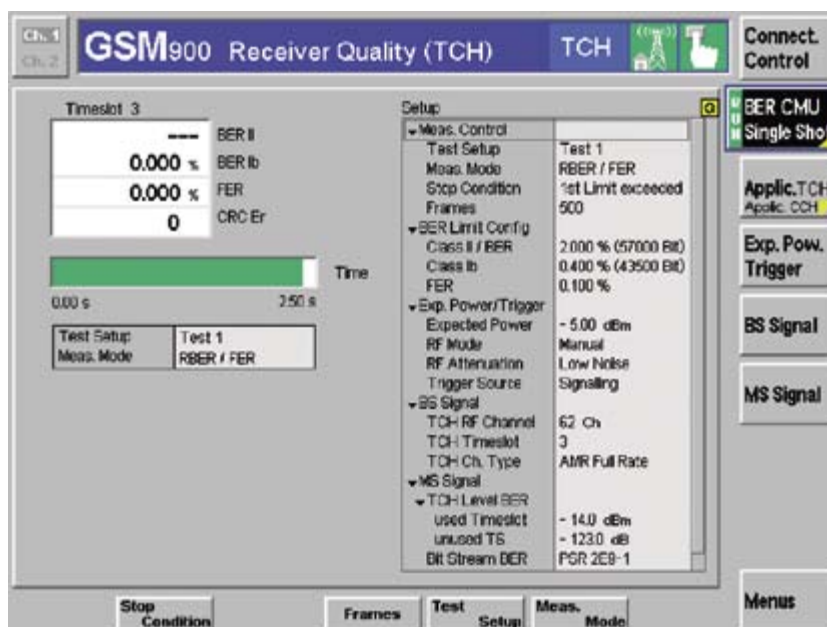 Ch. 1
Ch. 2
GSM900 Receiver Quality (TCH)
TCH
Connect. Control
Timeslot 3
--- BER II
0.000 % BER Ib
0.000 % FER
0 CRC Er
Time
0.00 s 2.50 s
Test Setup Test 1
Meas. Mode RBER / FER
Setup
Meas. Control
Test Setup Test 1
Meas. Mode RBER / FER
Stop Condition 1st Limit exceeded
Frames 500
BER Limit Config
Class II / BER 2.000 % (57000 Bit)
Class Ib 0.400 % (43500 Bit)
FER 0.100 %
Exp. Power/Trigger
Expected Power - 5.00 dBm
RF Mode Manual
RF Attenuation Low Noise
Trigger Source Signalling
BS Signal
TCH RF Channel 62 Ch
TCH Timeslot 3
TCH Ch. Type AMR Full Rate
MS Signal
TCH Level BER
used Timeslot - 14.0 dBm
unused TS - 123.0 dB
Bit Stream BER PSR 2E9-1
RUN
BER CMU
Single Sho
Applic. TCH
Applic. CCH
Exp. Pow.
Trigger
BS Signal
MS Signal
Stop Condition
Frames
Test Setup
Meas. Mode
Menus